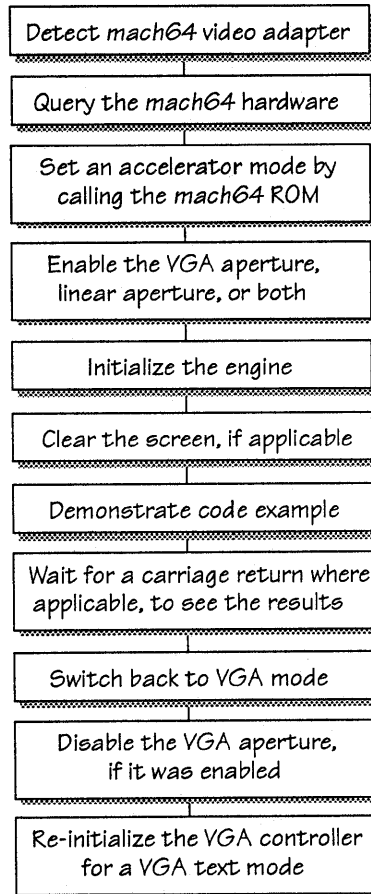 Detect mach64 video adapter
Query the mach64 hardware
Set an accelerator mode by
calling the mach64 ROM
Enable the VGA aperture,
linear aperture, or both
Initialize the engine
Clear the screen, if applicable
Demonstrate code example
Wait for a carriage return where
applicable, to see the results
Switch back to VGA mode
Disable the VGA aperture,
if it was enabled
Re-initialize the VGA controller
for a VGA text mode